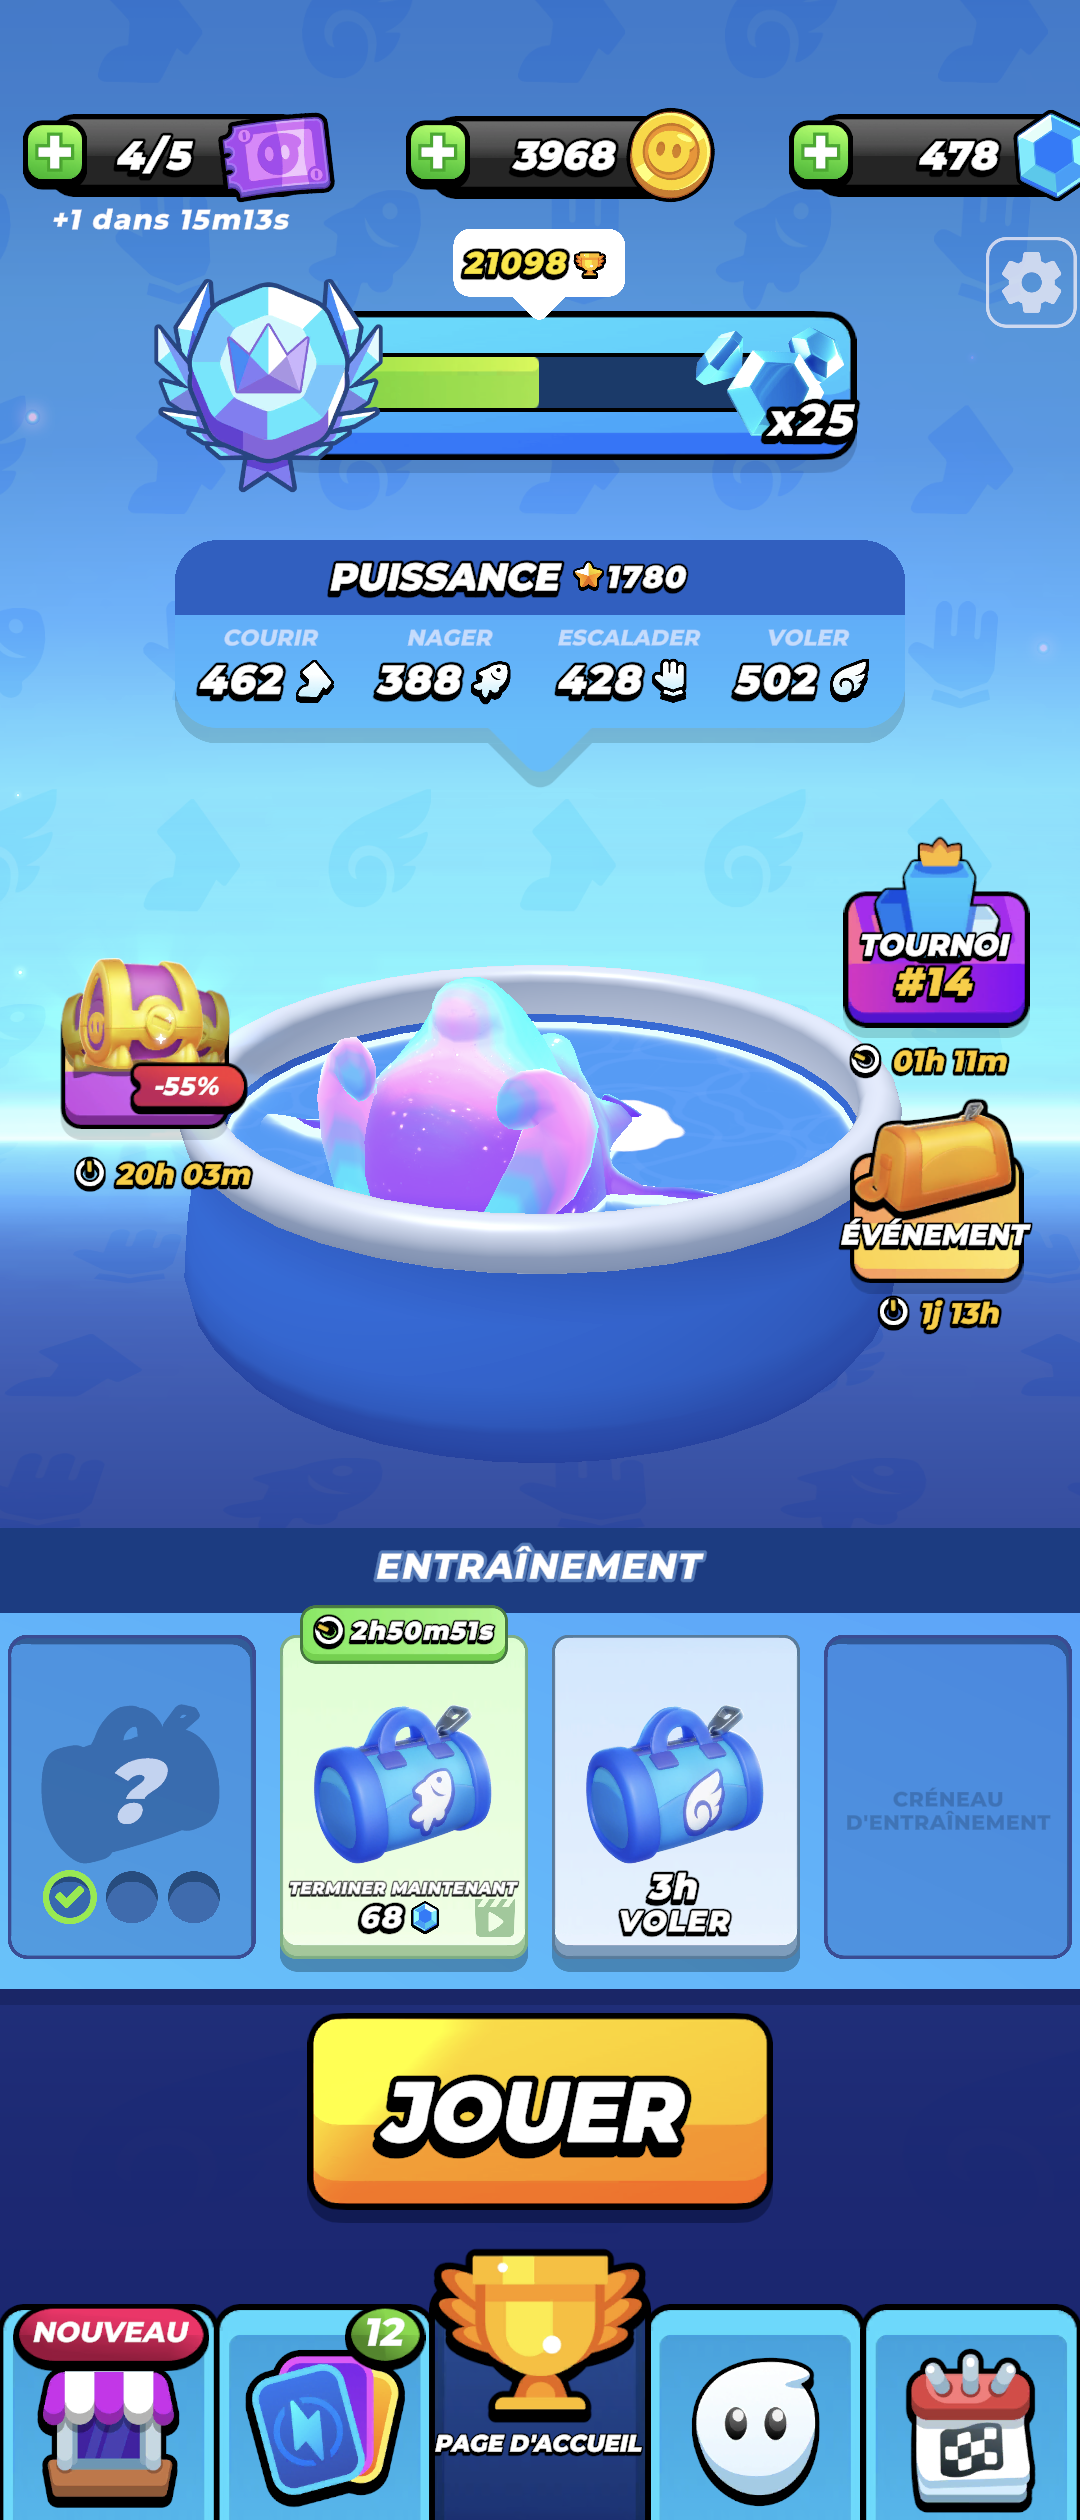 4/5
3968
478
+1 dans 15m13s
21098
x25
PUISSANCE 1780
COURIR NAGER ESCALADER VOLER
462 388 428 502
TOURNOI
#14
01h 11m
-55%
20h 03m
ÉVÉNEMENT
1j 13h
ENTRAÎNEMENT
2h50m51s
?
TERMINER MAINTENANT
68
3h
VOLER
CRÉNEAU
D'ENTRAÎNEMENT
JOUER
NOUVEAU
12
PAGE D'ACCUEIL